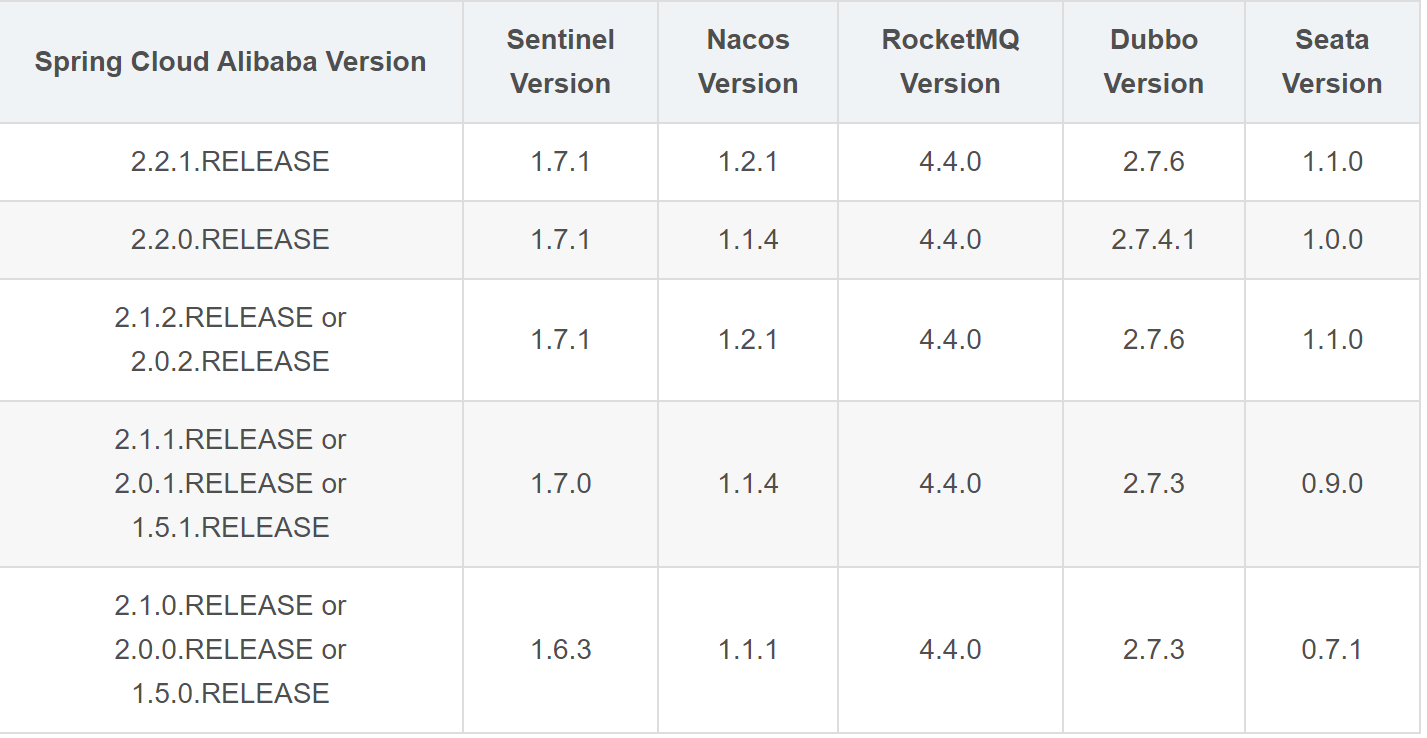 Spring Cloud Alibaba Version
Sentinel
Version
Nacos
Version
RocketMQ
Version
Dubbo
Version
Seata
Version
2.2.1.RELEASE
1.7.1
1.2.1
4.4.0
2.7.6
1.1.0
2.2.0.RELEASE
1.7.1
1.1.4
4.4.0
2.7.4.1
1.0.0
2.1.2.RELEASE or
2.0.2.RELEASE
1.7.1
1.2.1
4.4.0
2.7.6
1.1.0
2.1.1.RELEASE or
2.0.1.RELEASE or
1.5.1.RELEASE
1.7.0
1.1.4
4.4.0
2.7.3
0.9.0
2.1.0.RELEASE or
2.0.0.RELEASE or
1.5.0.RELEASE
1.6.3
1.1.1
4.4.0
2.7.3
0.7.1